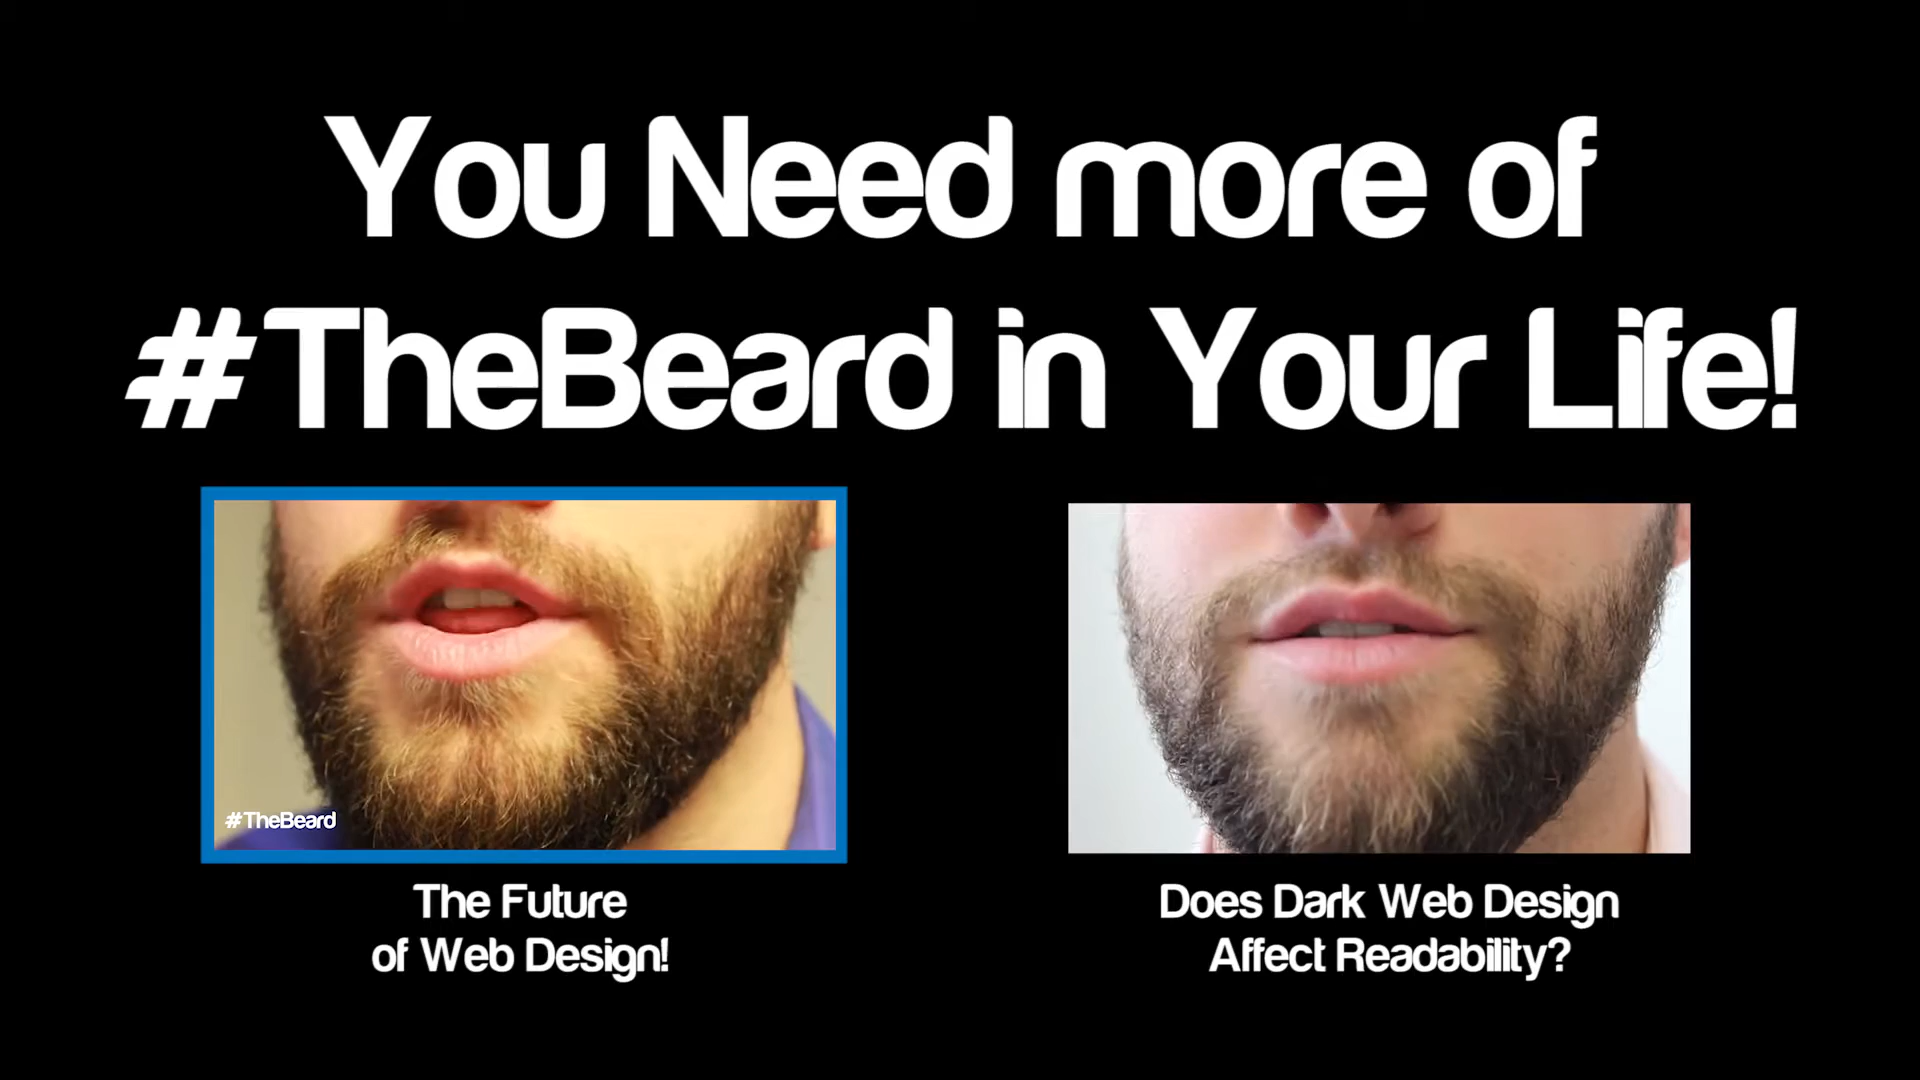 You Need more of
#TheBeard in Your Life!
#TheBeard
The Future
of Web Design!
Does Dark Web Design
Affect Readability?